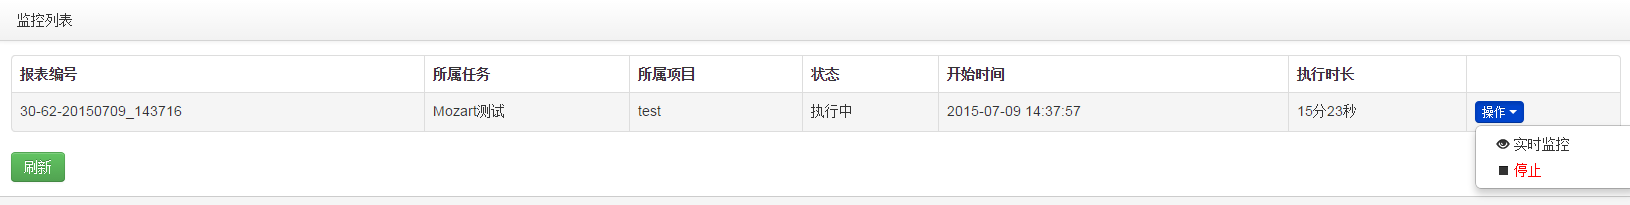 监控列表
报表编号 所属任务 所属项目 状态 开始时间 执行时长
30-62-20150709_143716 Mozart测试 test 执行中 2015-07-09 14:37:57 15分23秒 操作
实时监控
停止
刷新